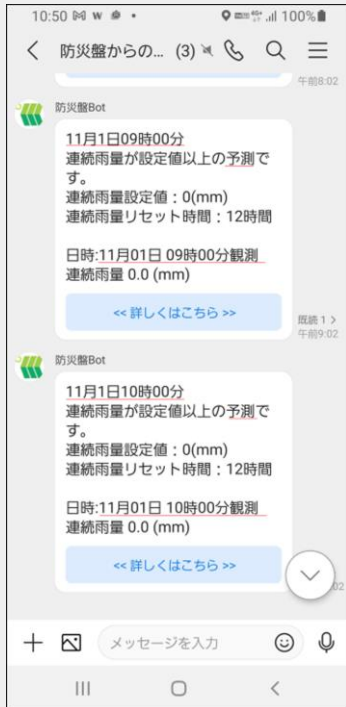 10:50 M W
100%
防災盤からの... (3)
午前8:02
防災盤Bot
11月1日09時00分
連続雨量が設定値以上の予測で
す。
連続雨量設定値：0(mm)
連続雨量リセット時間：12時間
日時:11月01日 09時00分観測
連続雨量 0.0 (mm)
<< 詳しくはこちら >>
既読 1 >
午前9:02
防災盤Bot
11月1日10時00分
連続雨量が設定値以上の予測で
す。
連続雨量設定値：0(mm)
連続雨量リセット時間：12時間
日時:11月01日 10時00分観測
連続雨量 0.0 (mm)
<< 詳しくはこちら >>
02
メッセージを入力